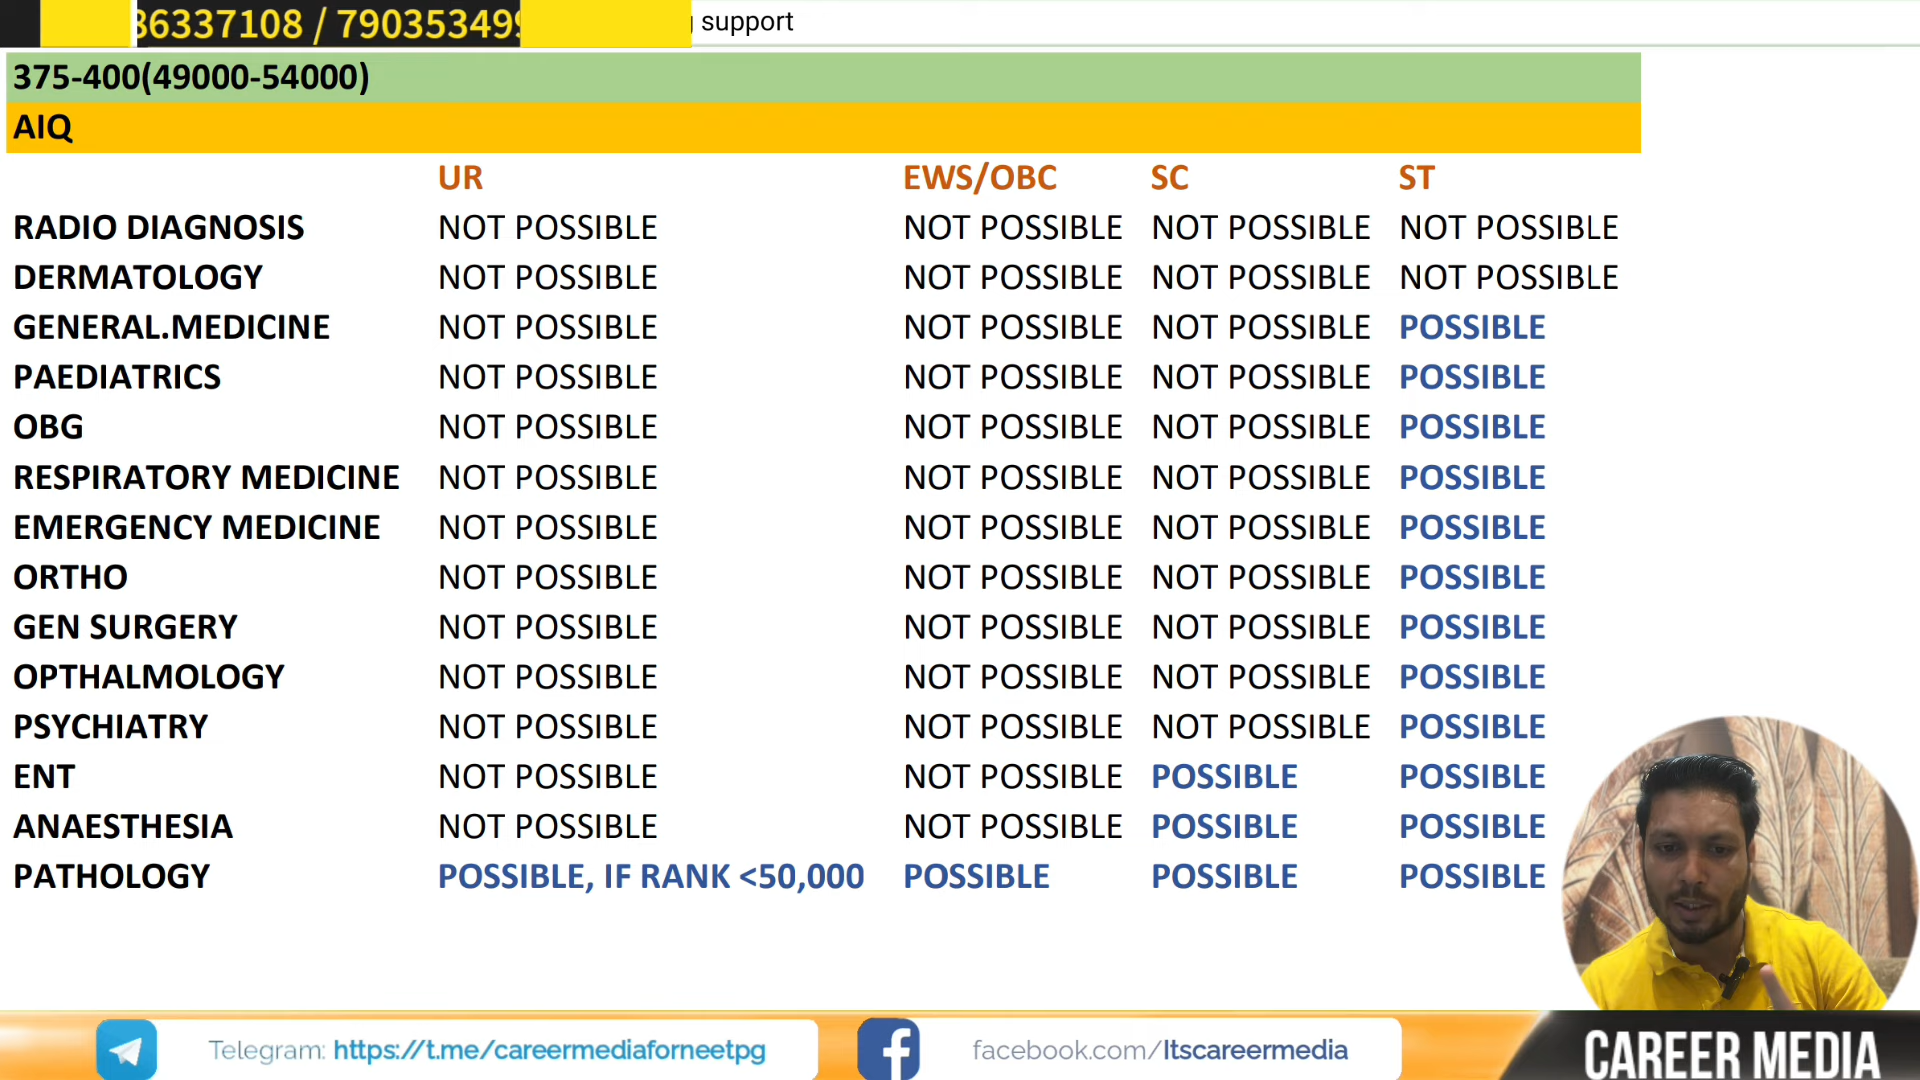 86337108 / 790353499 support
375-400(49000-54000)
AIQ
UR EWS/OBC SC ST
RADIO DIAGNOSIS NOT POSSIBLE NOT POSSIBLE NOT POSSIBLE NOT POSSIBLE
DERMATOLOGY NOT POSSIBLE NOT POSSIBLE NOT POSSIBLE NOT POSSIBLE
GENERAL.MEDICINE NOT POSSIBLE NOT POSSIBLE NOT POSSIBLE POSSIBLE
PAEDIATRICS NOT POSSIBLE NOT POSSIBLE NOT POSSIBLE POSSIBLE
OBG NOT POSSIBLE NOT POSSIBLE NOT POSSIBLE POSSIBLE
RESPIRATORY MEDICINE NOT POSSIBLE NOT POSSIBLE NOT POSSIBLE POSSIBLE
EMERGENCY MEDICINE NOT POSSIBLE NOT POSSIBLE NOT POSSIBLE POSSIBLE
ORTHO NOT POSSIBLE NOT POSSIBLE NOT POSSIBLE POSSIBLE
GEN SURGERY NOT POSSIBLE NOT POSSIBLE NOT POSSIBLE POSSIBLE
OPTHALMOLOGY NOT POSSIBLE NOT POSSIBLE NOT POSSIBLE POSSIBLE
PSYCHIATRY NOT POSSIBLE NOT POSSIBLE NOT POSSIBLE POSSIBLE
ENT NOT POSSIBLE NOT POSSIBLE POSSIBLE POSSIBLE
ANAESTHESIA NOT POSSIBLE NOT POSSIBLE POSSIBLE POSSIBLE
PATHOLOGY POSSIBLE, IF RANK <50,000 POSSIBLE POSSIBLE POSSIBLE
Telegram: https://t.me/careermediaforneetpg facebook.com/Itscareermedia CAREER MEDIA